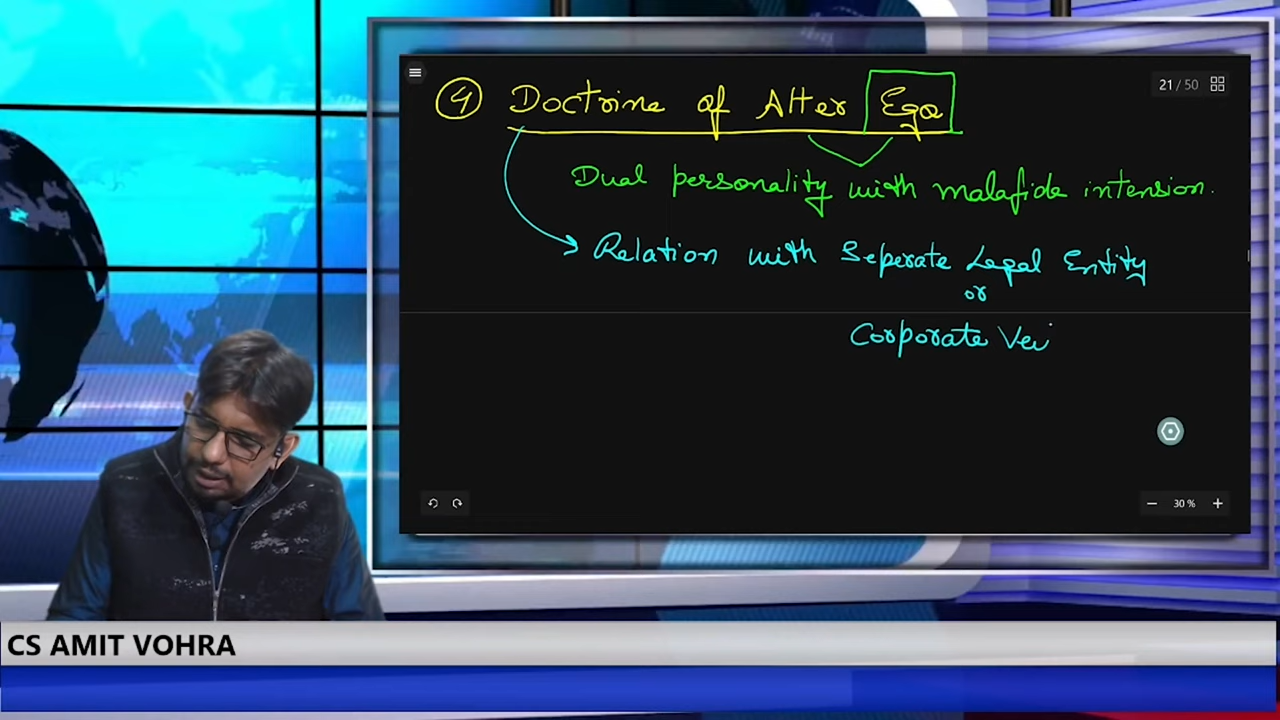 ④ Doctrine of Alter Ego
21 / 50
Dual personality with malafide intension.
Relation with Seperate Legal Entity
or
Corporate Vei
30 %
CS AMIT VOHRA